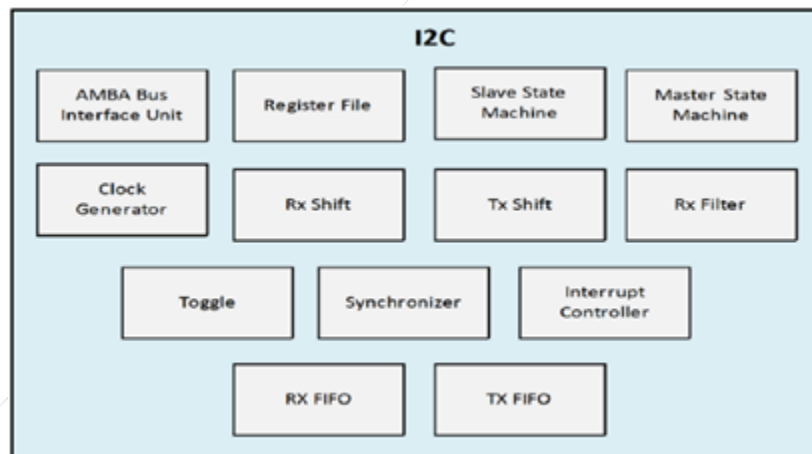 I2C
AMBA Bus
Interface Unit
Register File
Slave State
Machine
Master State
Machine
Clock
Generator
Rx Shift
Tx Shift
Rx Filter
Toggle
Synchronizer
Interrupt
Controller
RX FIFO
TX FIFO